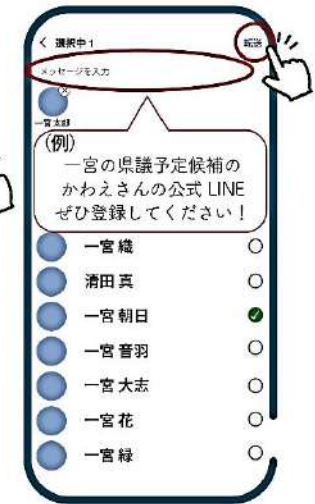 く 選択中1
転送
メッセージを入力
一宮太郎
(例)
一宮の県議予定候補の
かわえさんの公式 LINE
ぜひ登録してください！
一宮 織
清田 真
一宮 朝日
一宮 音羽
一宮 大志
一宮 花
一宮 緑